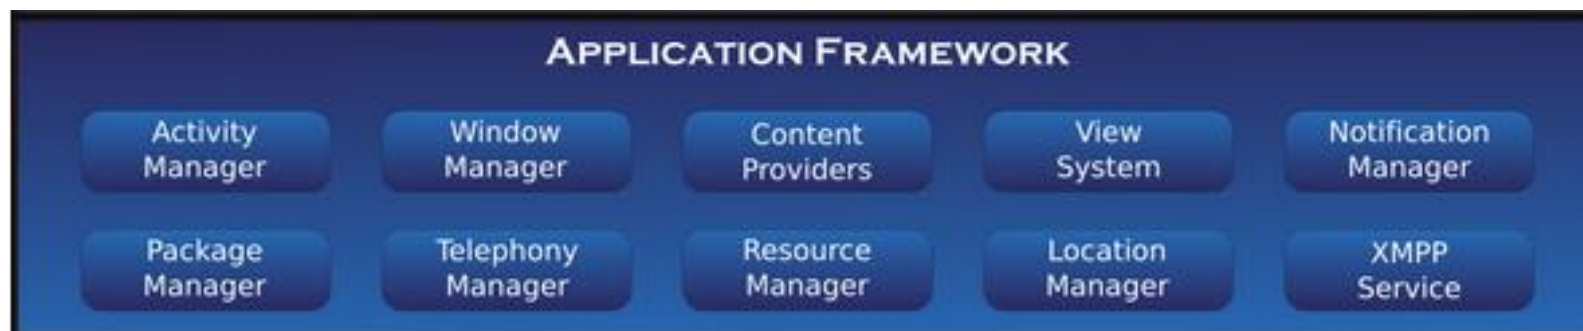 APPLICATION FRAMEWORK
Activity
Manager
Window
Manager
Content
Providers
View
System
Notification
Manager
Package
Manager
Telephony
Manager
Resource
Manager
Location
Manager
XMPP
Service